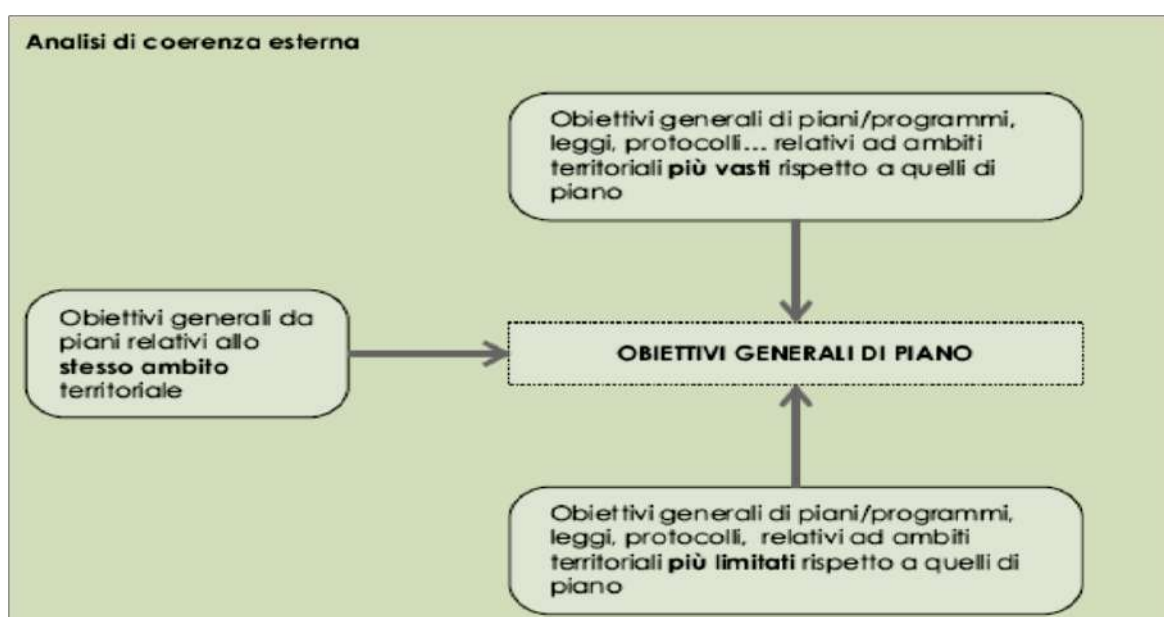 Analisi di coerenza esterna
Obiettivi generali di piani/programmi,
leggi, protocolli... relativi ad ambiti
territoriali più vasti rispetto a quelli di
piano
Obiettivi generali da
piani relativi allo
stesso ambito
territoriale
OBIETTIVI GENERALI DI PIANO
Obiettivi generali di piani/programmi,
leggi, protocolli, relativi ad ambiti
territoriali più limitati rispetto a quelli di
piano